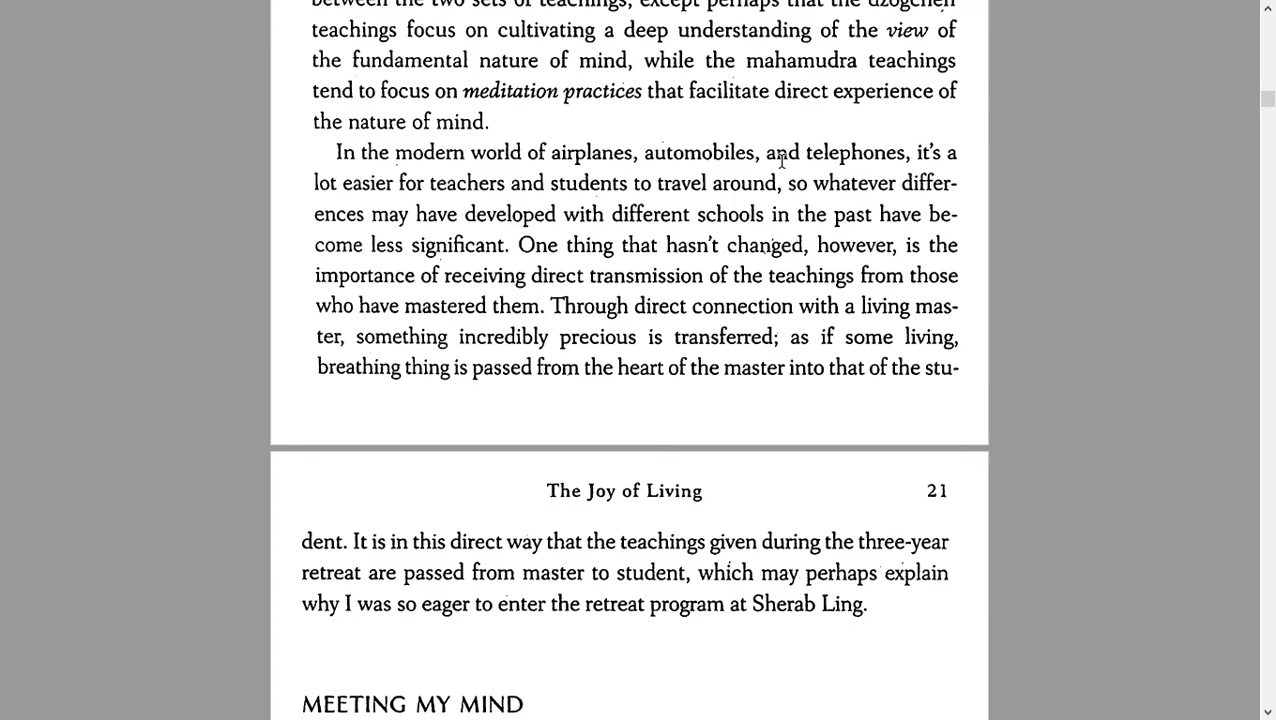 between the two sets of teachings, except perhaps that the dzogchen
teachings focus on cultivating a deep understanding of the view of
the fundamental nature of mind, while the mahamudra teachings
tend to focus on meditation practices that facilitate direct experience of
the nature of mind.
In the modern world of airplanes, automobiles, and telephones, it's a
lot easier for teachers and students to travel around, so whatever differ-
ences may have developed with different schools in the past have be-
come less significant. One thing that hasn't changed, however, is the
importance of receiving direct transmission of the teachings from those
who have mastered them. Through direct connection with a living mas-
ter, something incredibly precious is transferred; as if some living,
breathing thing is passed from the heart of the master into that of the stu-
The Joy of Living 21
dent. It is in this direct way that the teachings given during the three-year
retreat are passed from master to student, which may perhaps explain
why I was so eager to enter the retreat program at Sherab Ling.
MEETING MY MIND